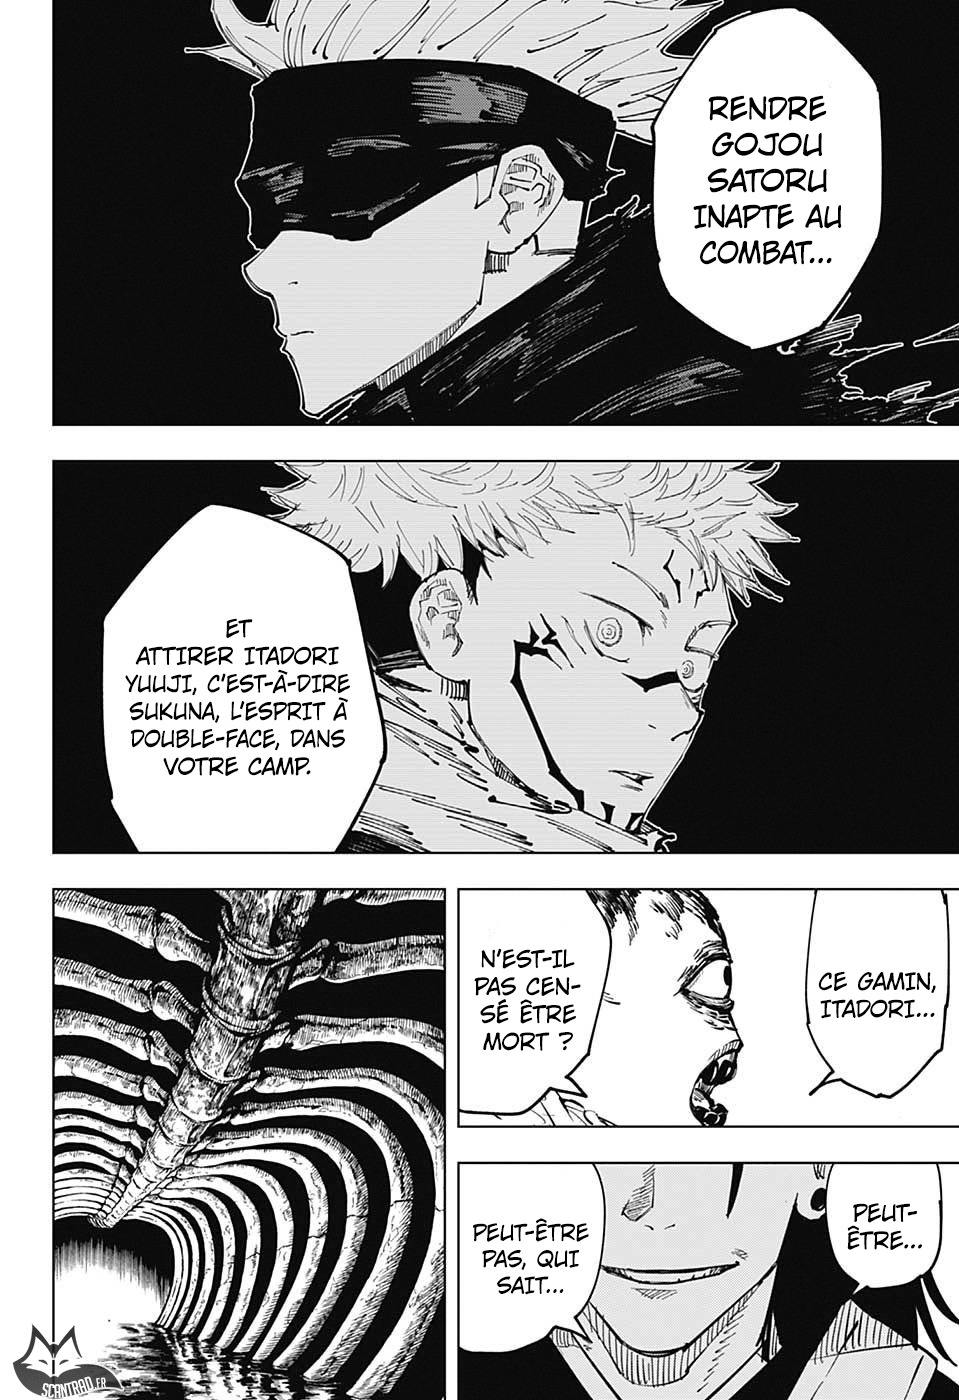 RENDRE
GOJOU
SATORU
INAPTE AU
COMBAT...
ET
ATTIRER ITADORI
YUUJI, C'EST-À-DIRE
SUKUNA, L'ESPRIT À
DOUBLE-FACE, DANS
VOTRE CAMP.
CE GAMIN,
ITADORI...
N'EST-IL
PAS CEN-
SÉ ÊTRE
MORT ?
PEUT-
ÊTRE...
PEUT-ÊTRE
PAS, QUI
SAIT...
SCANTRAD.FR